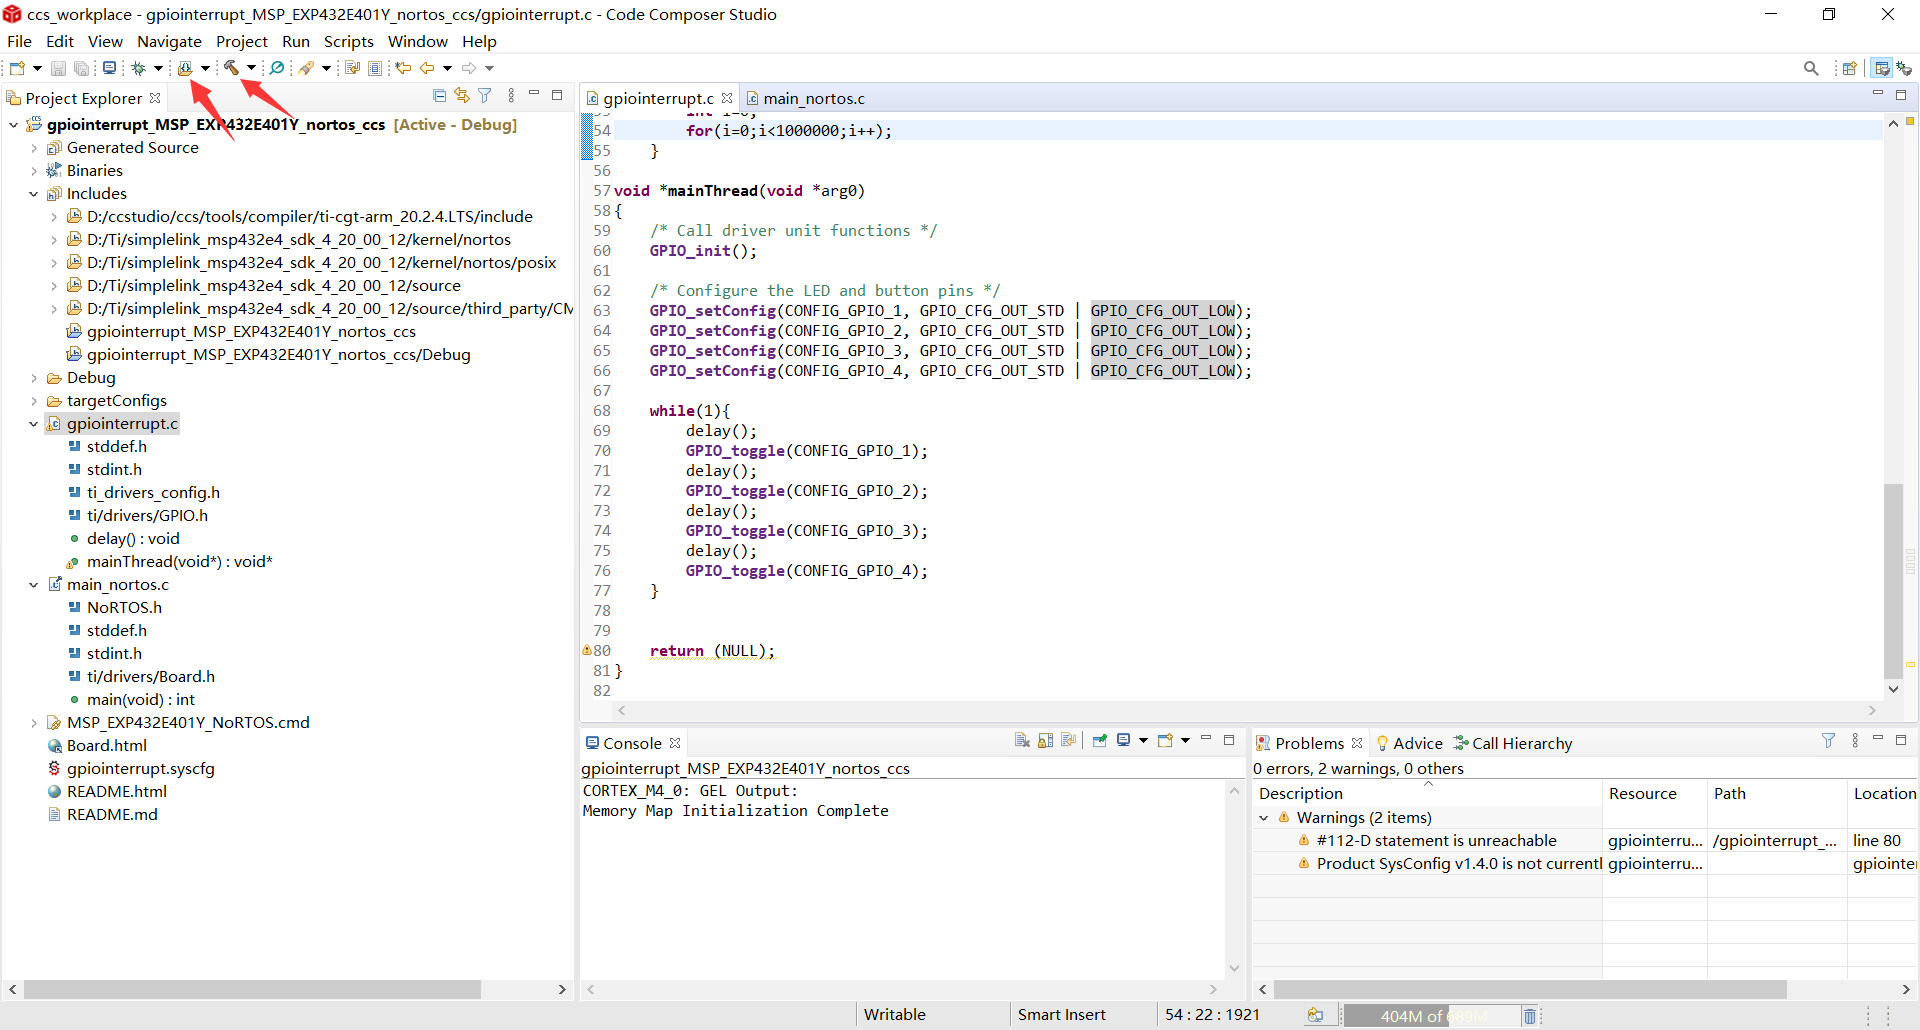 ccs_workplace - gpiointerrupt_MSP_EXP432E401Y_nortos_ccs/gpiointerrupt.c - Code Composer Studio
File Edit View Navigate Project Run Scripts Window Help
Project Explorer
gpiointerrupt_MSP_EXP432E401Y_nortos_ccs [Active - Debug]
Generated Source
Binaries
Includes
D:/ccstudio/ccs/tools/compiler/ti-cgt-arm_20.2.4.LTS/include
D:/Ti/simplelink_msp432e4_sdk_4_20_00_12/kernel/nortos
D:/Ti/simplelink_msp432e4_sdk_4_20_00_12/kernel/nortos/posix
D:/Ti/simplelink_msp432e4_sdk_4_20_00_12/source
D:/Ti/simplelink_msp432e4_sdk_4_20_00_12/source/third_party/CM
gpiointerrupt_MSP_EXP432E401Y_nortos_ccs
gpiointerrupt_MSP_EXP432E401Y_nortos_ccs/Debug
Debug
targetConfigs
gpiointerrupt.c
stddef.h
stdint.h
ti_drivers_config.h
ti/drivers/GPIO.h
delay() : void
mainThread(void*) : void*
main_nortos.c
NoRTOS.h
stddef.h
stdint.h
ti/drivers/Board.h
main(void) : int
MSP_EXP432E401Y_NoRTOS.cmd
Board.html
gpiointerrupt.syscfg
README.html
README.md
gpiointerrupt.c main_nortos.c
53 int i=0;
54 for(i=0;i<1000000;i++);
55 }
56
57 void *mainThread(void *arg0)
58 {
59 /* Call driver unit functions */
60 GPIO_init();
61
62 /* Configure the LED and button pins */
63 GPIO_setConfig(CONFIG_GPIO_1, GPIO_CFG_OUT_STD | GPIO_CFG_OUT_LOW);
64 GPIO_setConfig(CONFIG_GPIO_2, GPIO_CFG_OUT_STD | GPIO_CFG_OUT_LOW);
65 GPIO_setConfig(CONFIG_GPIO_3, GPIO_CFG_OUT_STD | GPIO_CFG_OUT_LOW);
66 GPIO_setConfig(CONFIG_GPIO_4, GPIO_CFG_OUT_STD | GPIO_CFG_OUT_LOW);
67
68 while(1){
69 delay();
70 GPIO_toggle(CONFIG_GPIO_1);
71 delay();
72 GPIO_toggle(CONFIG_GPIO_2);
73 delay();
74 GPIO_toggle(CONFIG_GPIO_3);
75 delay();
76 GPIO_toggle(CONFIG_GPIO_4);
77 }
78
79
80 return (NULL);
81 }
82
Console
gpiointerrupt_MSP_EXP432E401Y_nortos_ccs
CORTEX_M4_0: GEL Output:
Memory Map Initialization Complete
Problems Advice Call Hierarchy
0 errors, 2 warnings, 0 others
Description Resource Path Location
Warnings (2 items)
#112-D statement is unreachable gpiointerru... /gpiointerrupt_... line 80
Product SysConfig v1.4.0 is not currentl gpiointerru... gpiointe
Writable Smart Insert 54 : 22 : 1921 404M of 689M